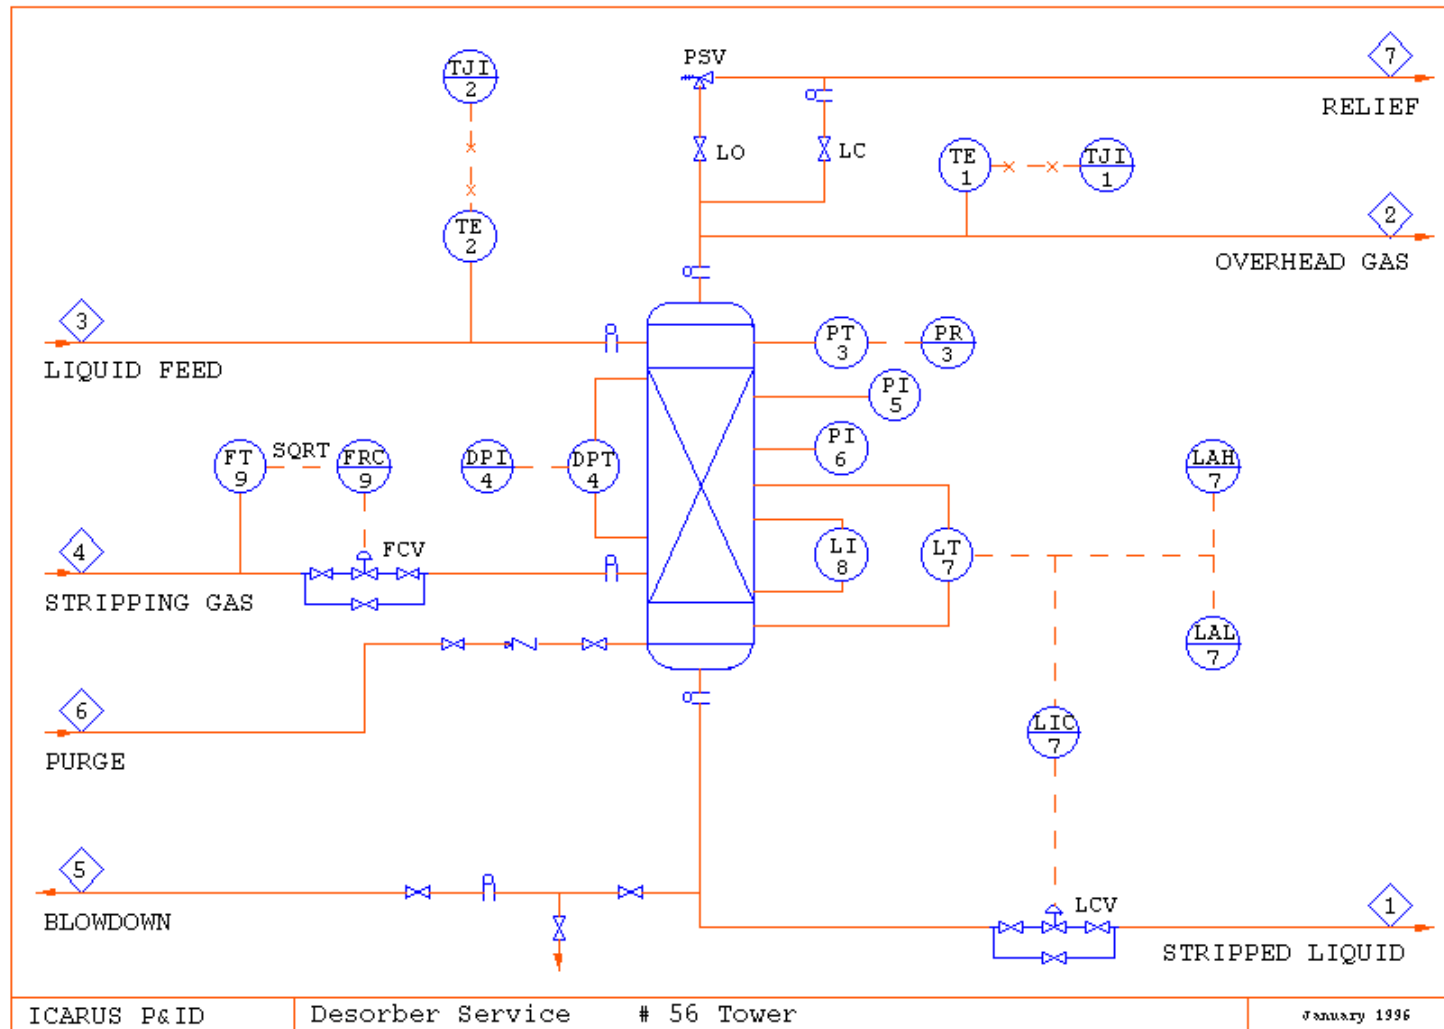 7
PSV
TJI
2
RELIEF
LO
LC
TE
1
TJI
1
2
TE
2
OVERHEAD GAS
3
LIQUID FEED
PT
3
PR
3
PI
5
SQRT
FT
9
FRC
9
DPI
4
DPT
4
PI
6
LAH
7
4
FCV
LI
8
LT
7
STRIPPING GAS
LAL
7
6
LIC
7
PURGE
5
LCV
1
BLOWDOWN
STRIPPED LIQUID
ICARUS P&ID
Desorber Service # 56 Tower
January 1996